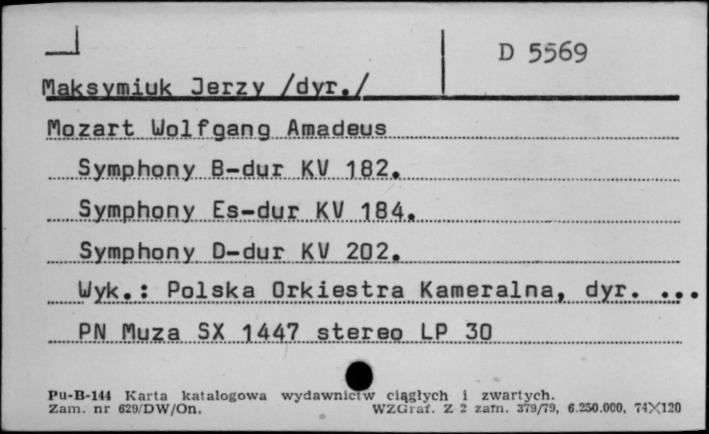 D 5569
Maksymiuk Jerzy /dyr./
Mozart Wolfgang Amadeus
Symphony B-dur KV 182.
Symphony Es-dur KV 184.
Symphony D-dur KV 202.
Wyk.: Polska Orkiestra Kameralna, dyr. ...
PN Muza SX 1447 stereo LP 30
Pu-B-144 Karta katalogowa wydawnictw ciągłych i zwartych.
Zam. nr 629/DW/On. WZGraf. Z-2 zam. 379/79, 6.250.000, 74×120